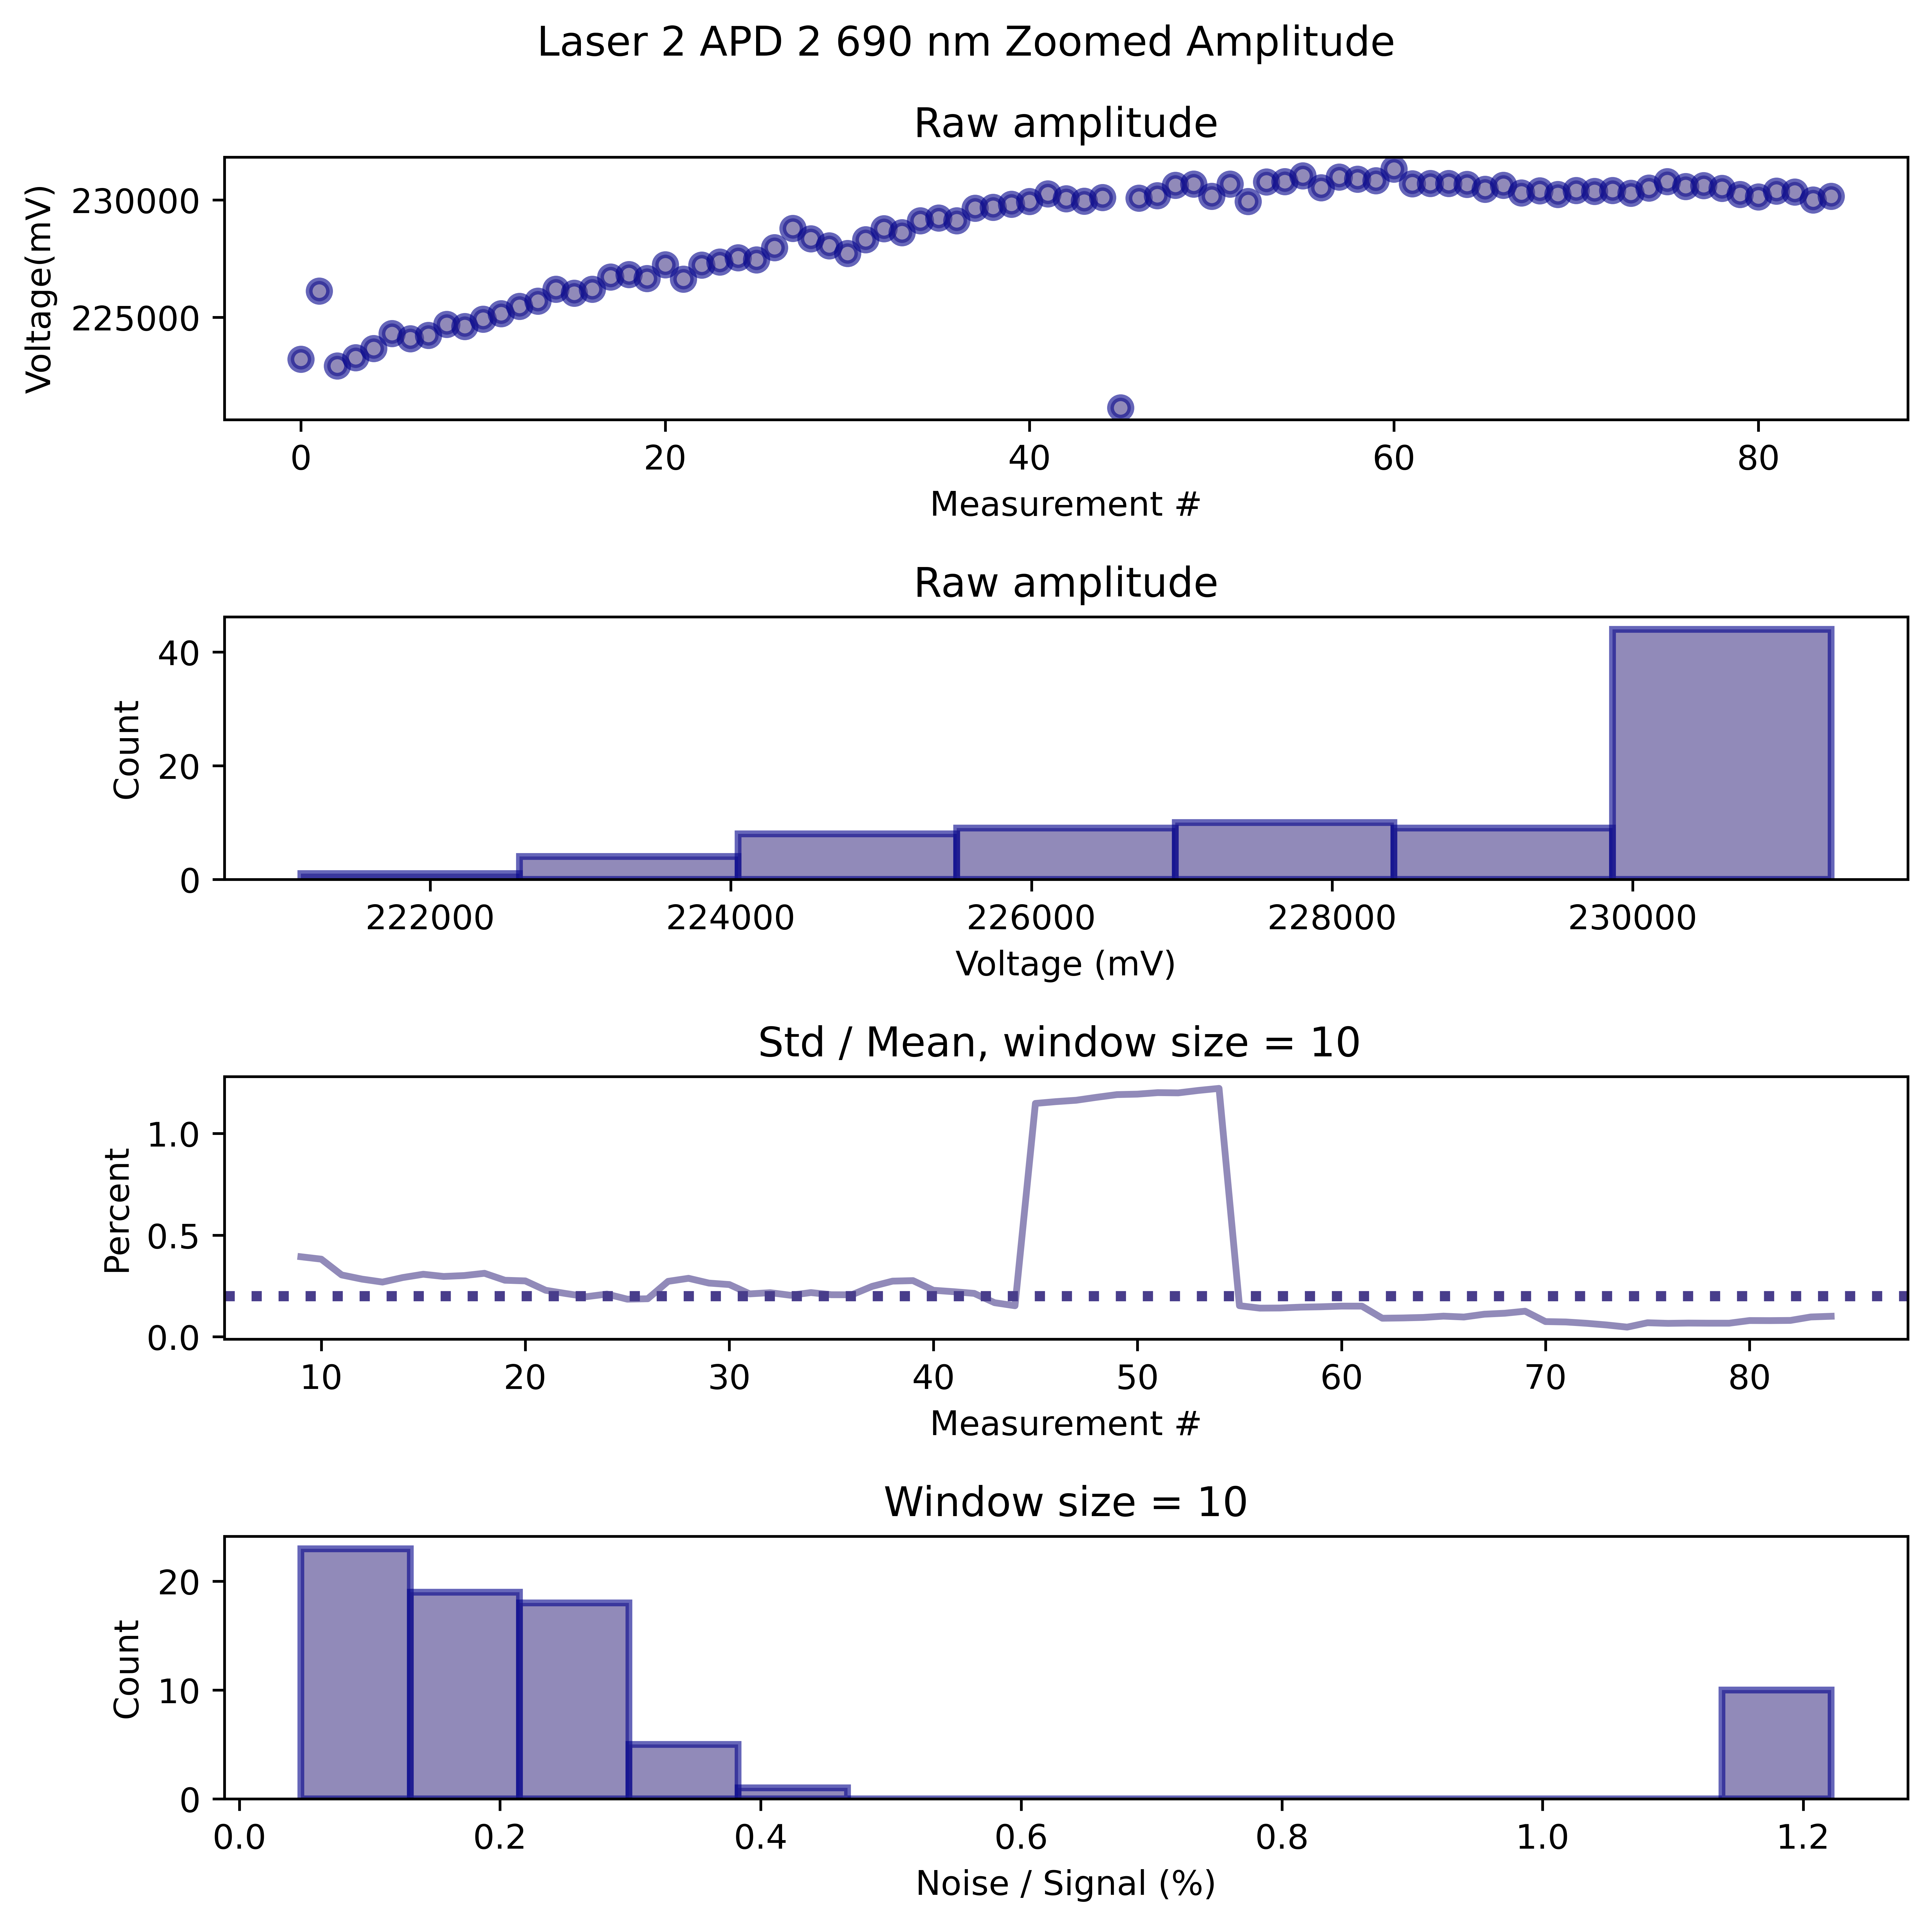 Laser 2 APD 2 690 nm Zoomed Amplitude
Raw amplitude
Voltage(mV)
230000
225000
0 20 40 60 80
Measurement #
Raw amplitude
Count
40
20
0
222000 224000 226000 228000 230000
Voltage (mV)
Std / Mean, window size = 10
Percent
1.0
0.5
0.0
10 20 30 40 50 60 70 80
Measurement #
Window size = 10
Count
20
10
0
0.0 0.2 0.4 0.6 0.8 1.0 1.2
Noise / Signal (%)